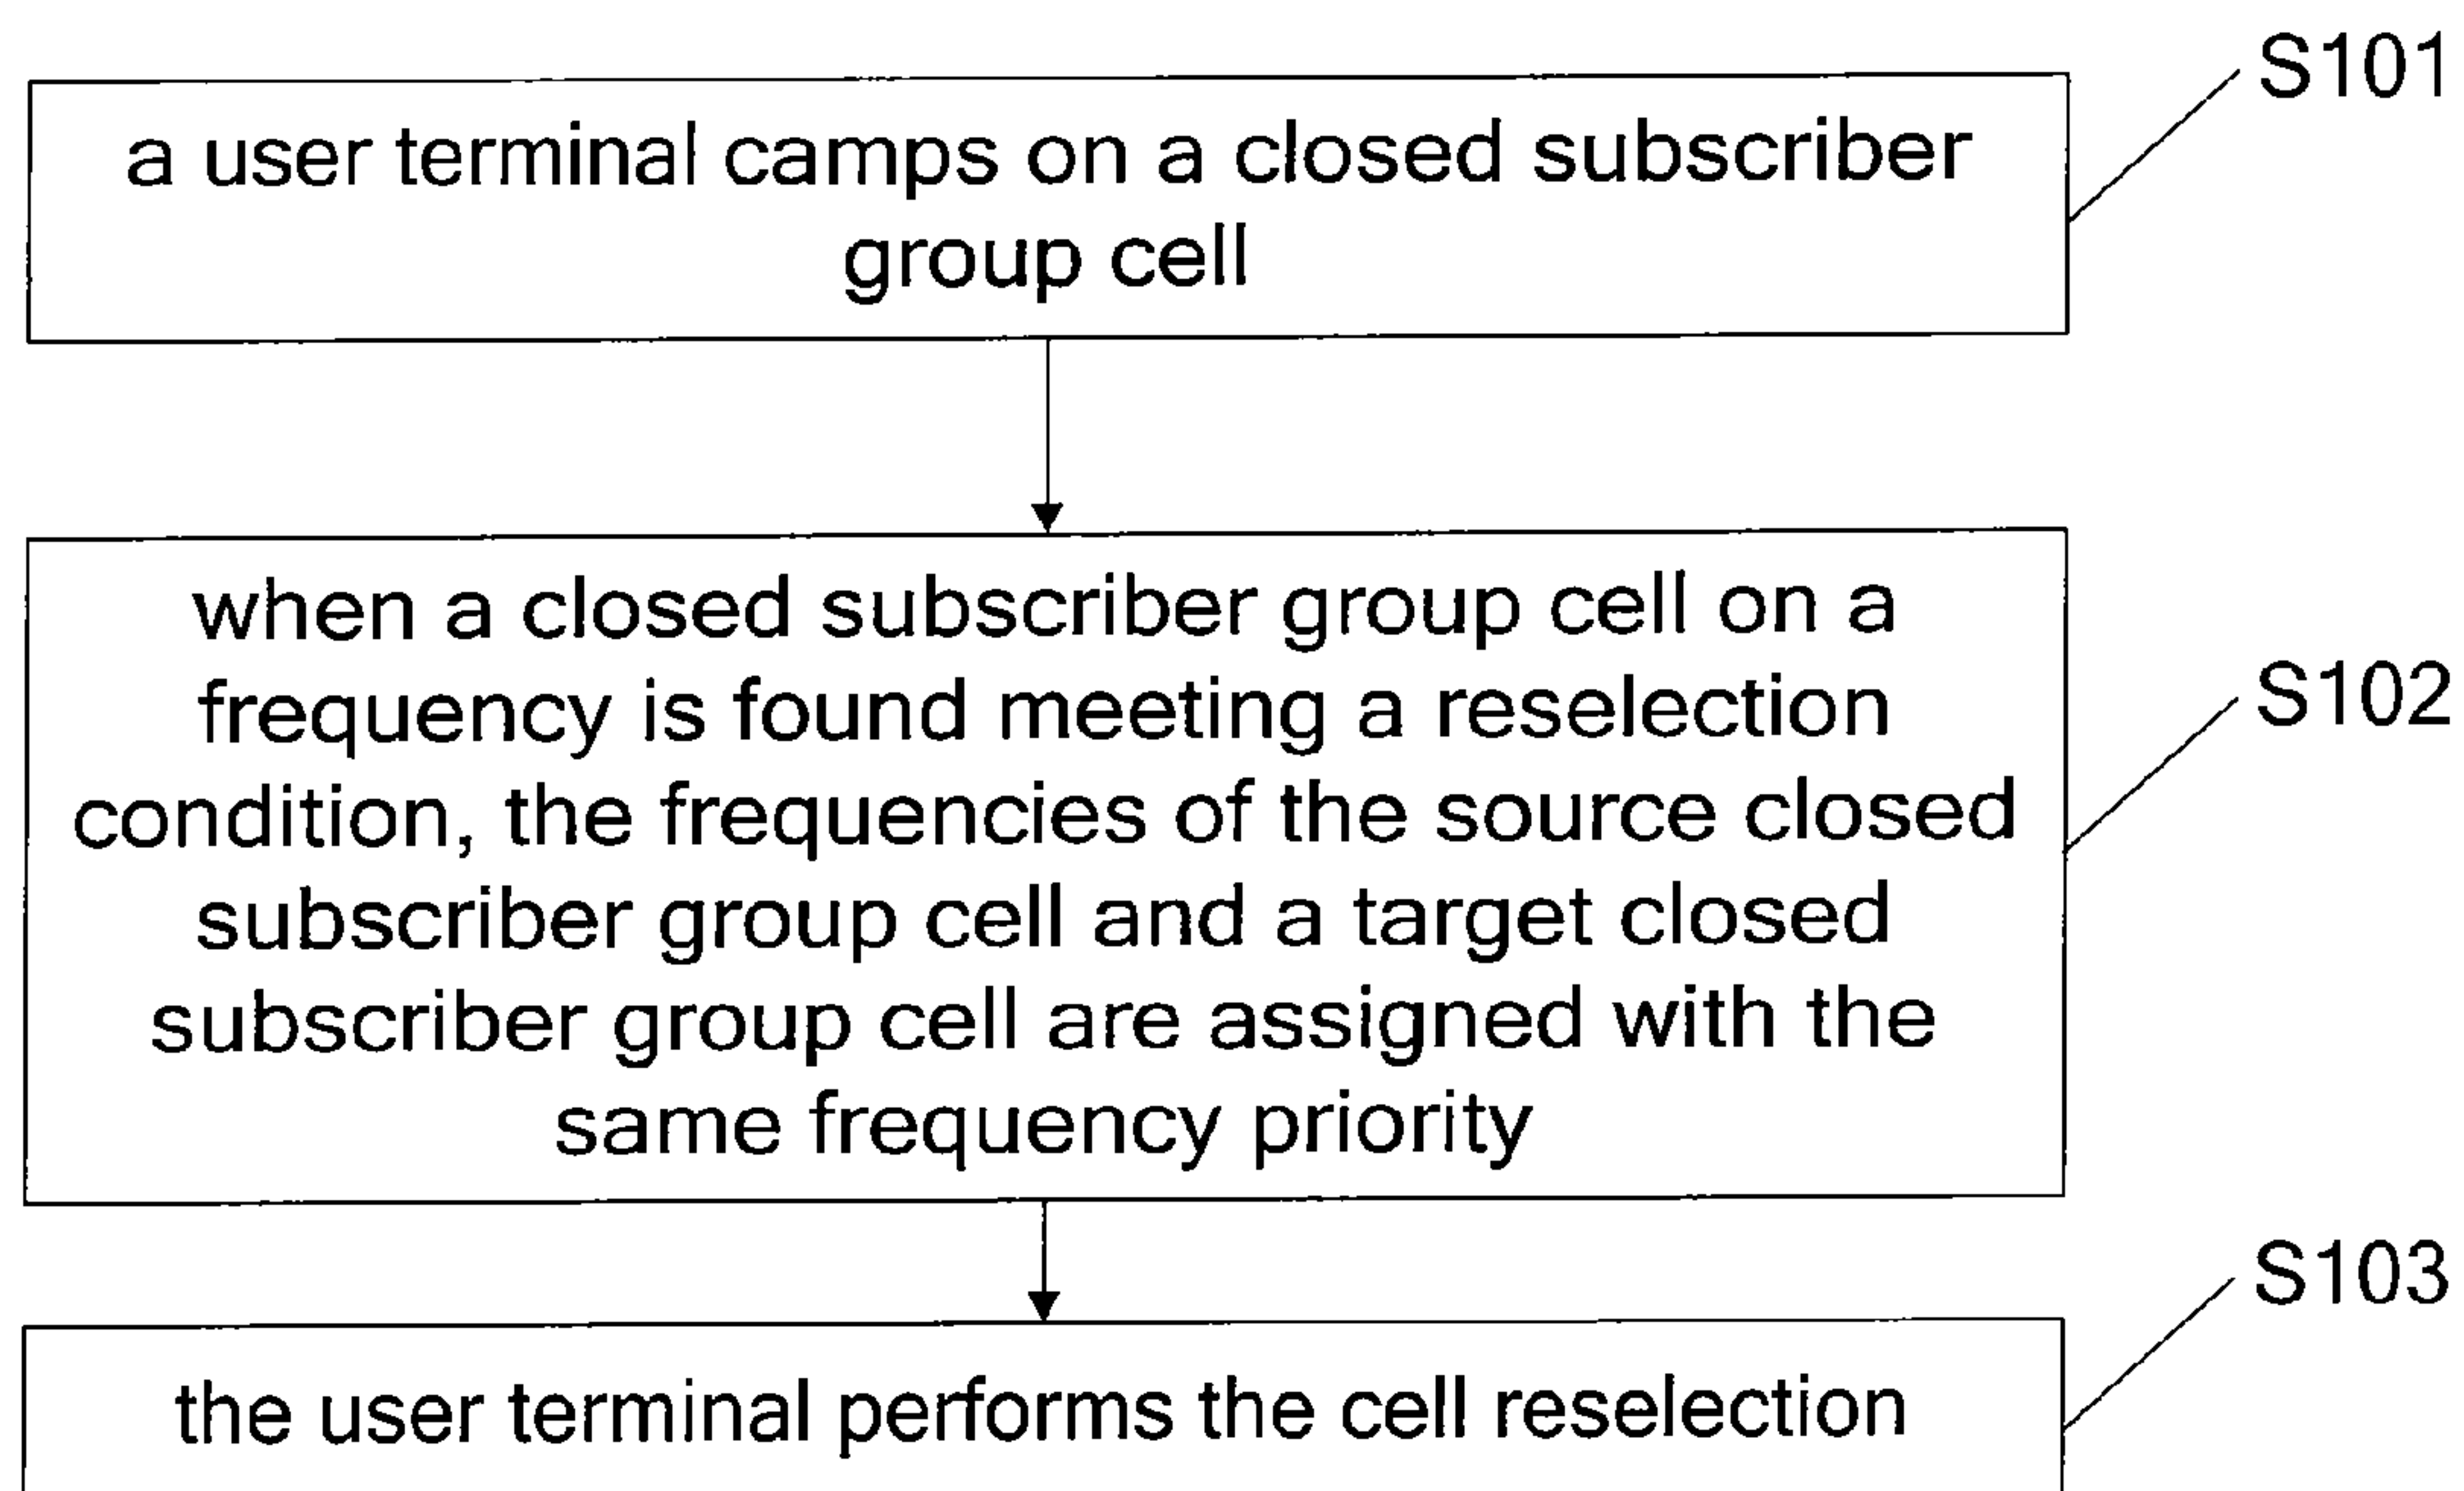 S101
a user terminal camps on a closed subscriber
group cell
when a closed subscriber group cell on a
frequency is found meeting a reselection
condition, the frequencies of the source closed
subscriber group cell and a target closed
subscriber group cell are assigned with the
same frequency priority
S102
S103
the user terminal performs the cell reselection